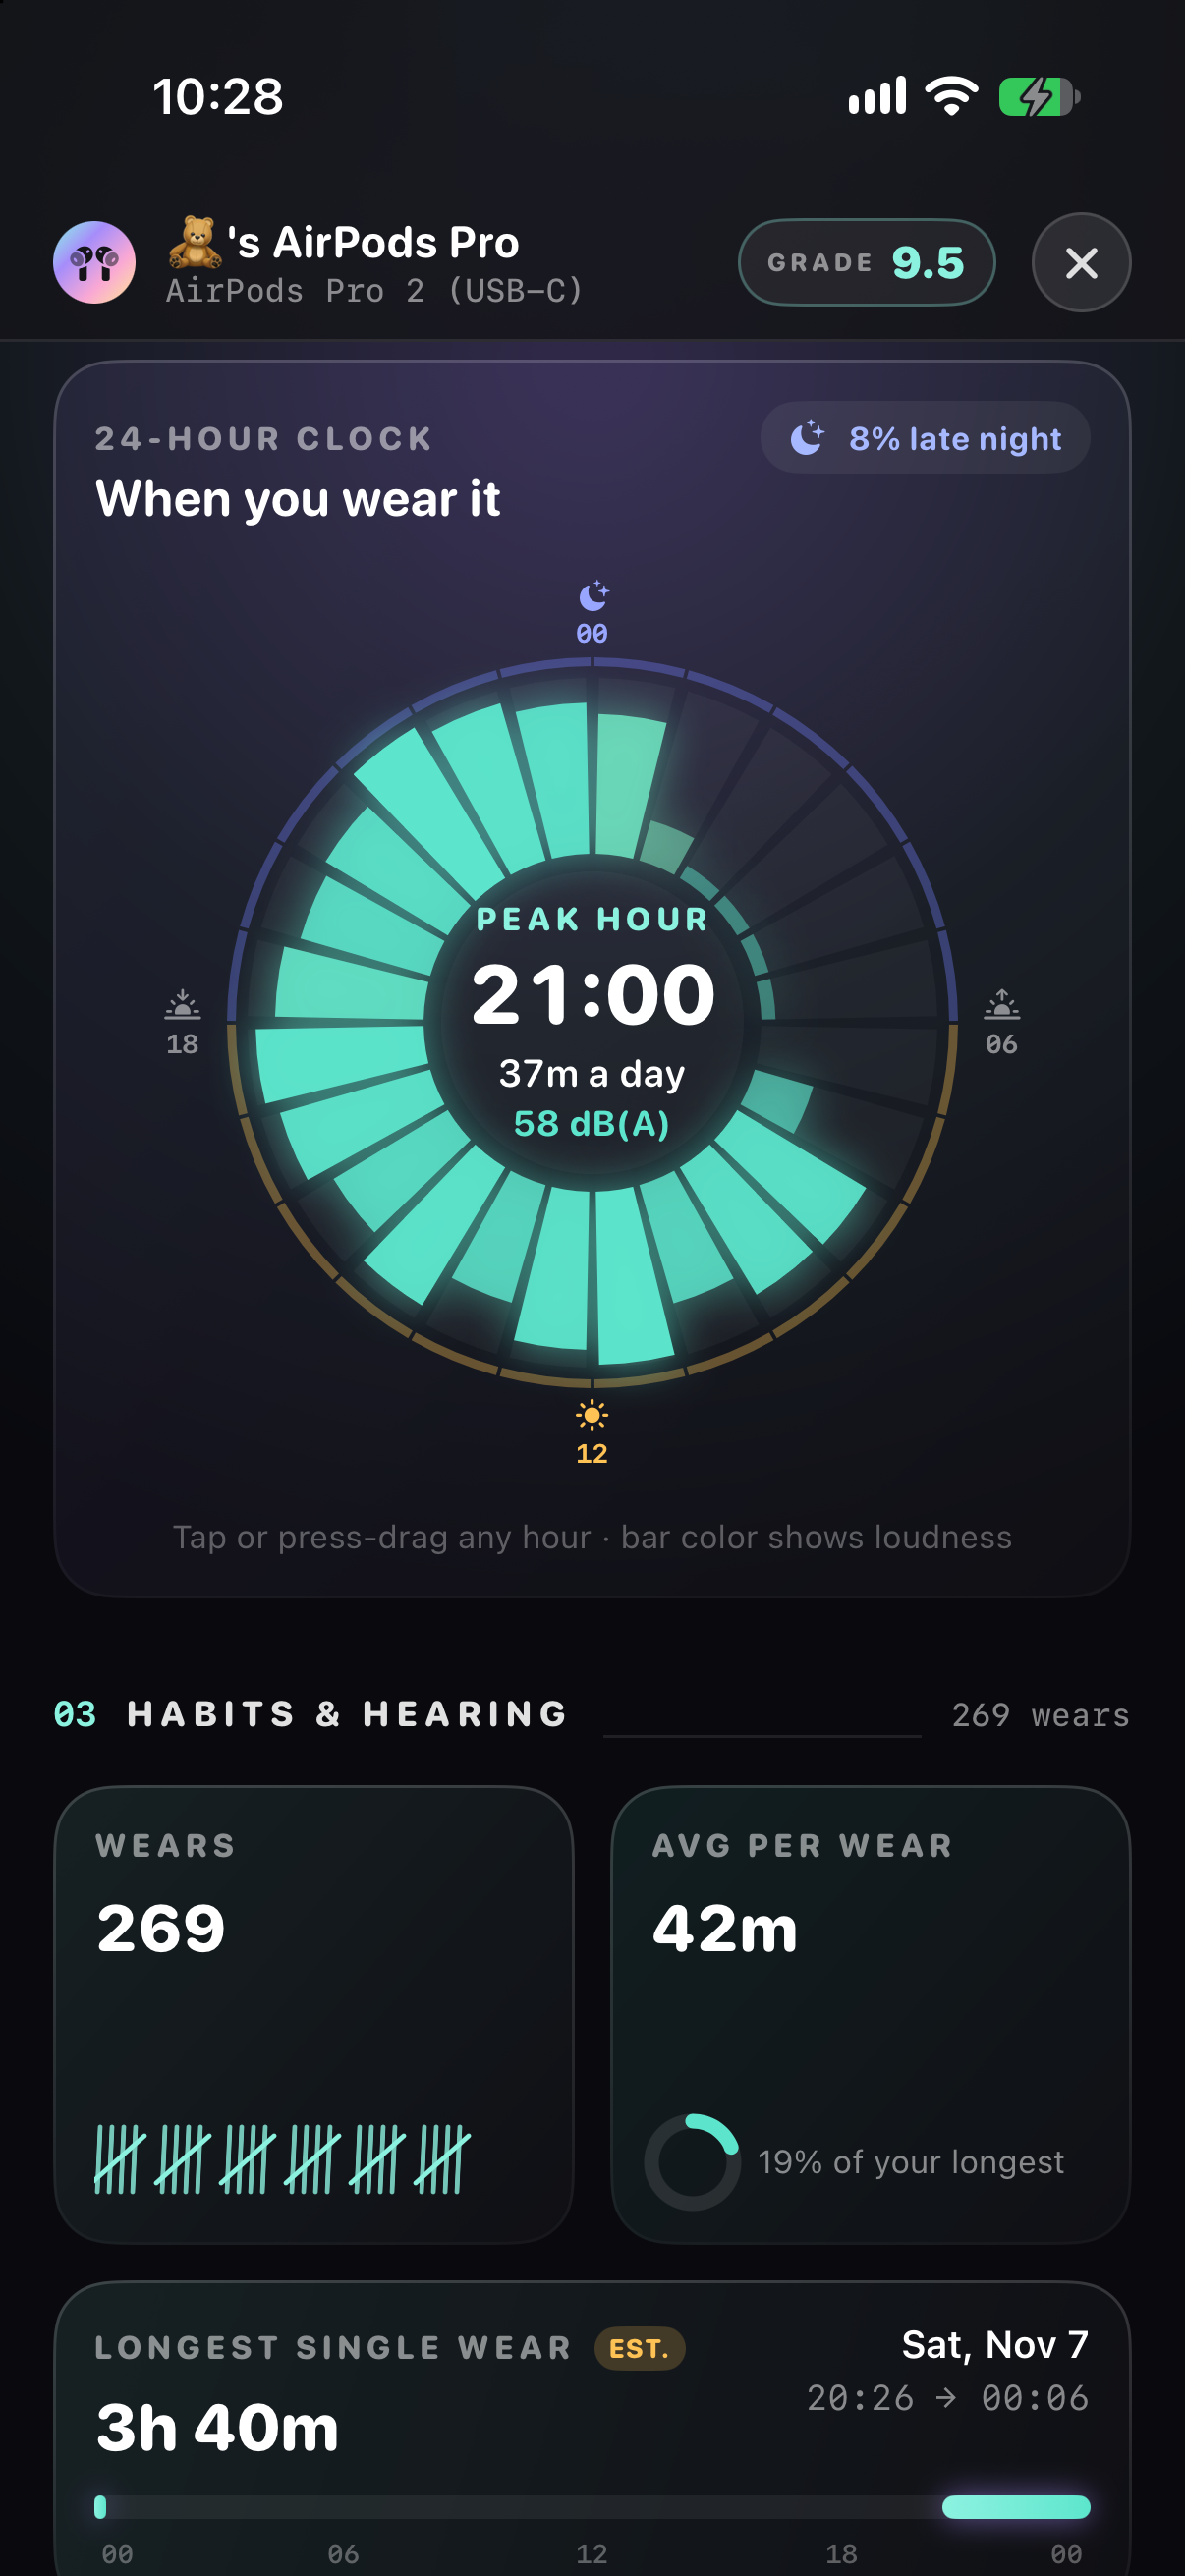 10:28
🧸's AirPods Pro
AirPods Pro 2 (USB-C)
GRADE 9.5
24-HOUR CLOCK
8% late night
When you wear it
00
PEAK HOUR
21:00
37m a day
58 dB(A)
18
06
12
Tap or press-drag any hour · bar color shows loudness
03 HABITS & HEARING
269 wears
WEARS
269
AVG PER WEAR
42m
19% of your longest
LONGEST SINGLE WEAR EST.
Sat, Nov 7
20:26 → 00:06
3h 40m
00 06 12 18 00